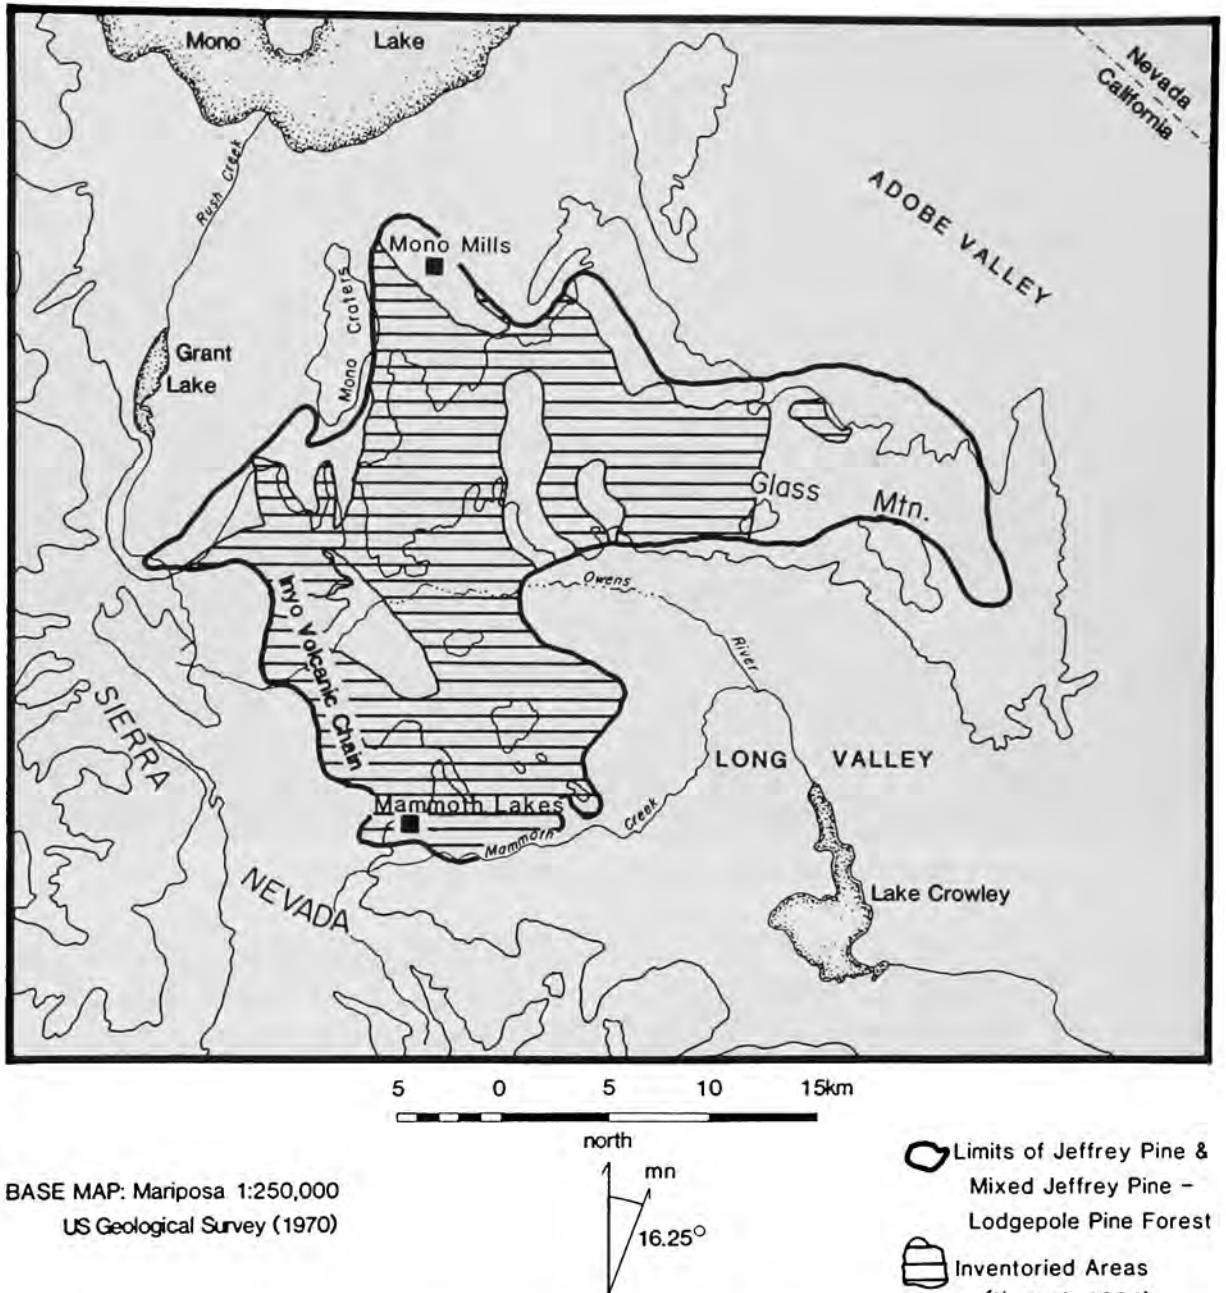 Mono Lake
Nevada
California
Rush Creek
ADOBE VALLEY
Mono Mills
Mono Craters
Grant
Lake
Glass Mtn.
Owens
River
Inyo Volcanic Chain
SIERRA
LONG VALLEY
Mammoth Lakes
Mammoth Creek
NEVADA
Lake Crowley
5 0 5 10 15km
north
mn
16.25°
BASE MAP: Mariposa 1:250,000
US Geological Survey (1970)
Limits of Jeffrey Pine &
Mixed Jeffrey Pine –
Lodgepole Pine Forest
Inventoried Areas